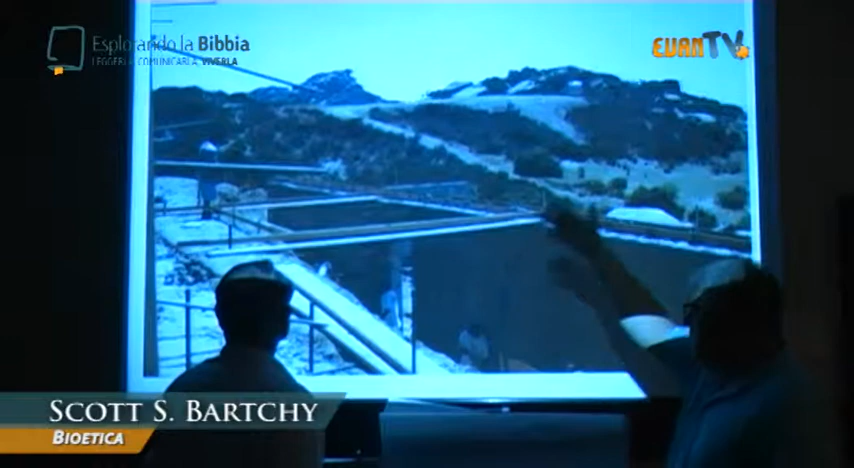 Esplorando la Bibbia
LEGGERLA, COMUNICARLA, VIVERLA
EVANTV
SCOTT S. BARTCHY
BIOETICA